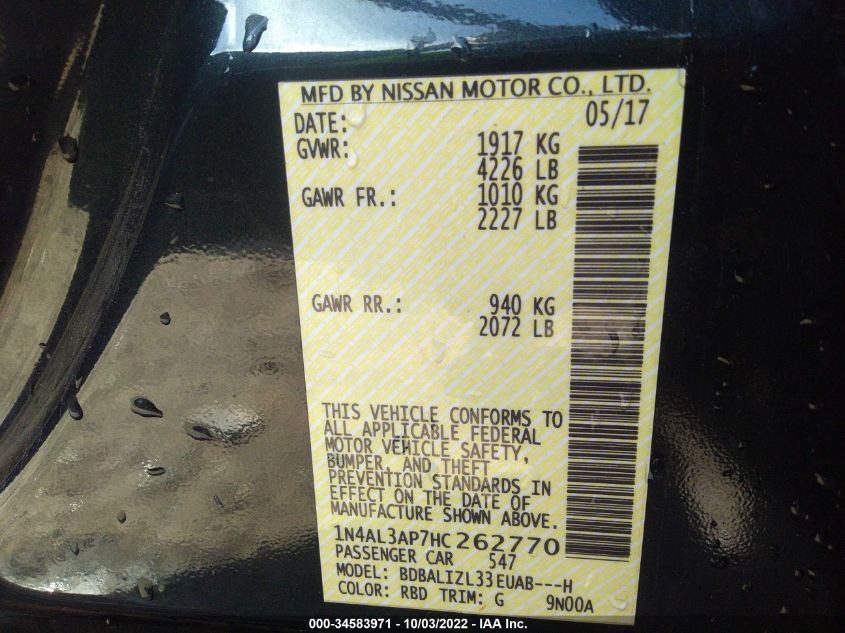 MFD BY NISSAN MOTOR CO., LTD.
DATE: 05/17
GVWR: 1917 KG
4226 LB
GAWR FR.: 1010 KG
2227 LB
GAWR RR.: 940 KG
2072 LB
THIS VEHICLE CONFORMS TO
ALL APPLICABLE FEDERAL
MOTOR VEHICLE SAFETY,
BUMPER, AND THEFT
PREVENTION STANDARDS IN
EFFECT ON THE DATE OF
MANUFACTURE SHOWN ABOVE.
1N4AL3AP7HC262770
PASSENGER CAR 547
MODEL: BDBALIZL33EUAB---H
COLOR: RBD TRIM: G 9N00A
000-34583971 - 10/03/2022 - IAA Inc.